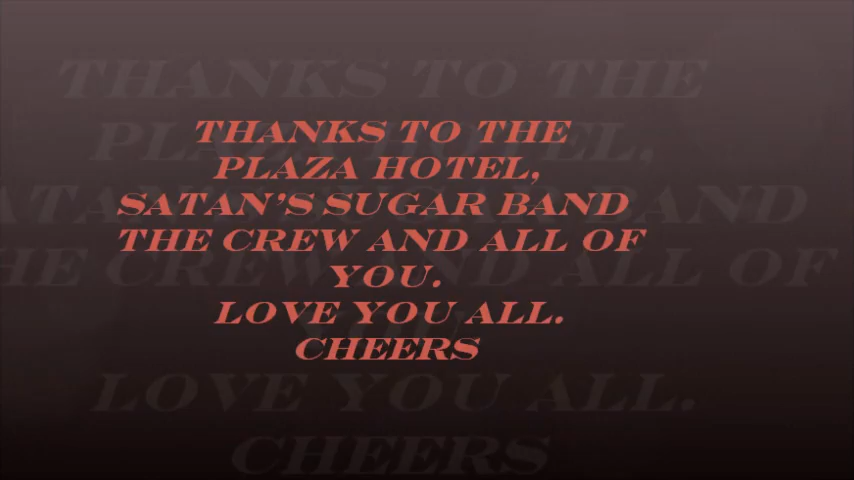 THANKS TO THE
PLAZA HOTEL,
SATAN'S SUGAR BAND
THE CREW AND ALL OF
YOU.
LOVE YOU ALL.
CHEERS